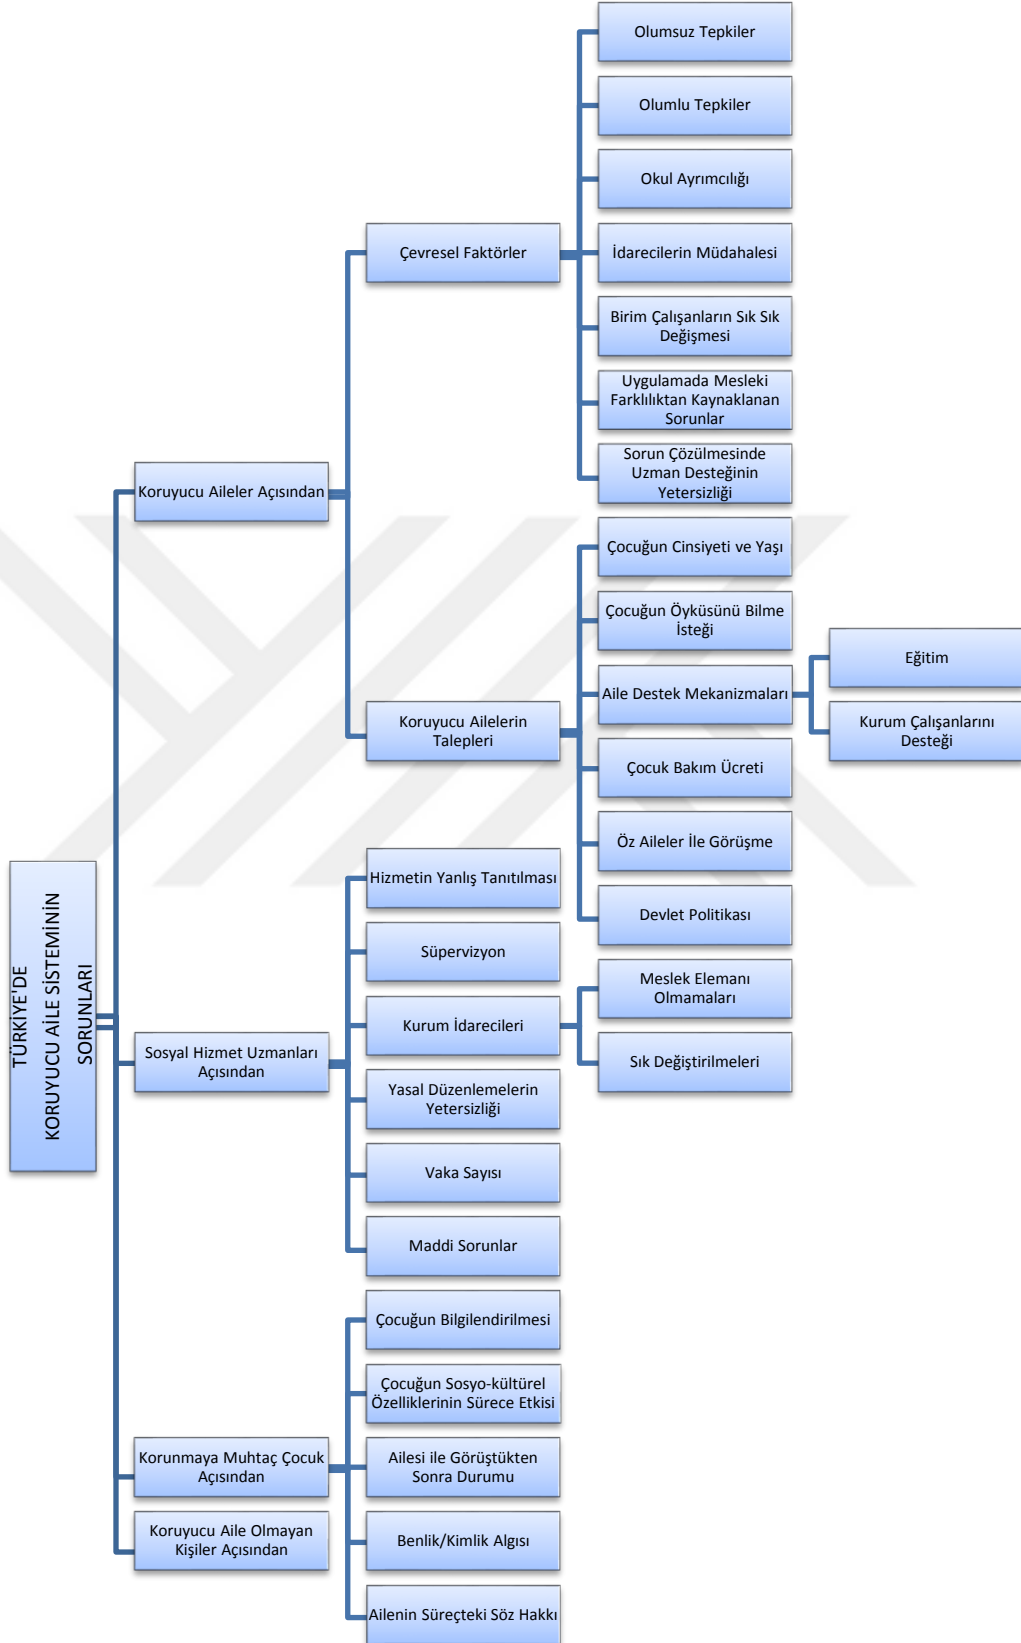 TÜRKİYE'DE
KORUYUCU AİLE SİSTEMİNİN
SORUNLARI
Koruyucu Aileler Açısından
Çevresel Faktörler
Olumsuz Tepkiler
Olumlu Tepkiler
Okul Ayrımcılığı
İdarecilerin Müdahalesi
Birim Çalışanların Sık Sık
Değişmesi
Uygulamada Mesleki
Farklılıktan Kaynaklanan
Sorunlar
Sorun Çözülmesinde
Uzman Desteğinin
Yetersizliği
Koruyucu Ailelerin
Talepleri
Çocuğun Cinsiyeti ve Yaşı
Çocuğun Öyküsünü Bilme
İsteği
Aile Destek Mekanizmaları
Eğitim
Kurum Çalışanlarını
Desteği
Çocuk Bakım Ücreti
Öz Aileler İle Görüşme
Devlet Politikası
Sosyal Hizmet Uzmanları
Açısından
Hizmetin Yanlış Tanıtılması
Süpervizyon
Kurum İdarecileri
Meslek Elemanı
Olmamaları
Sık Değiştirilmeleri
Yasal Düzenlemelerin
Yetersizliği
Vaka Sayısı
Maddi Sorunlar
Korunmaya Muhtaç Çocuk
Açısından
Çocuğun Bilgilendirilmesi
Çocuğun Sosyo-kültürel
Özelliklerinin Sürece Etkisi
Ailesi ile Görüştükten
Sonra Durumu
Benlik/Kimlik Algısı
Ailenin Süreçteki Söz Hakkı
Koruyucu Aile Olmayan
Kişiler Açısından